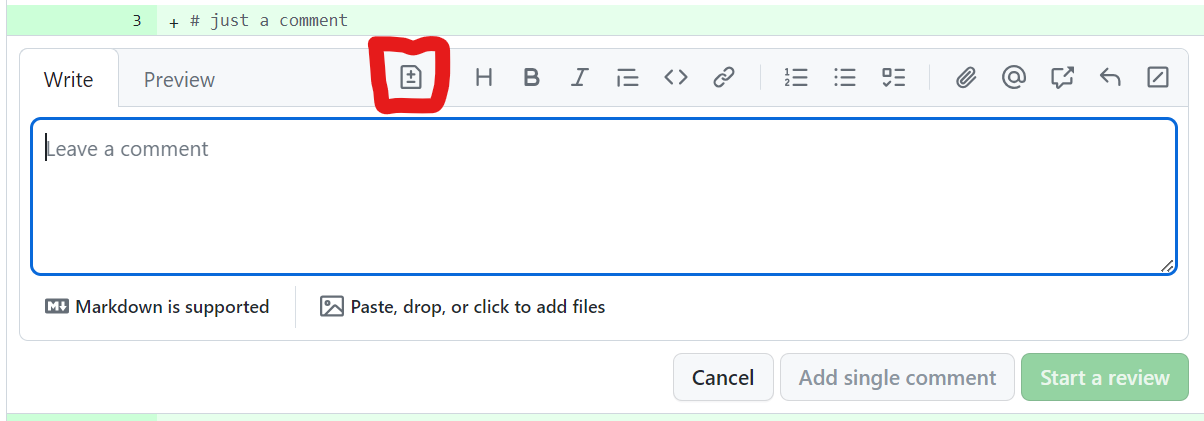 3 + # just a comment
Write Preview
Leave a comment
Markdown is supported Paste, drop, or click to add files
Cancel Add single comment Start a review